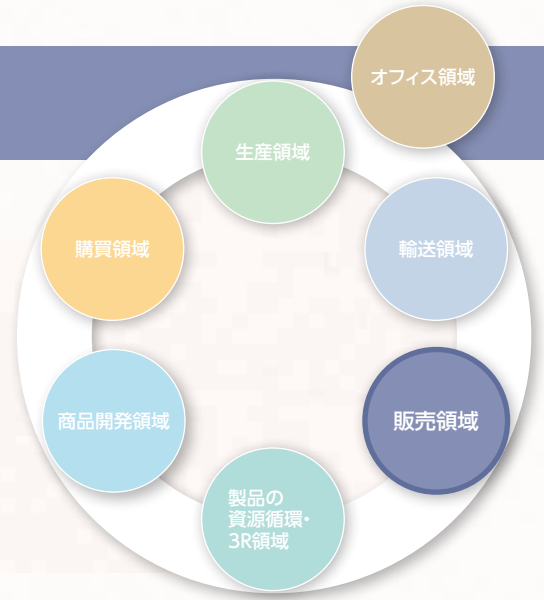 オフィス領域
生産領域
購買領域
輸送領域
商品開発領域
販売領域
製品の
資源循環・
3R領域